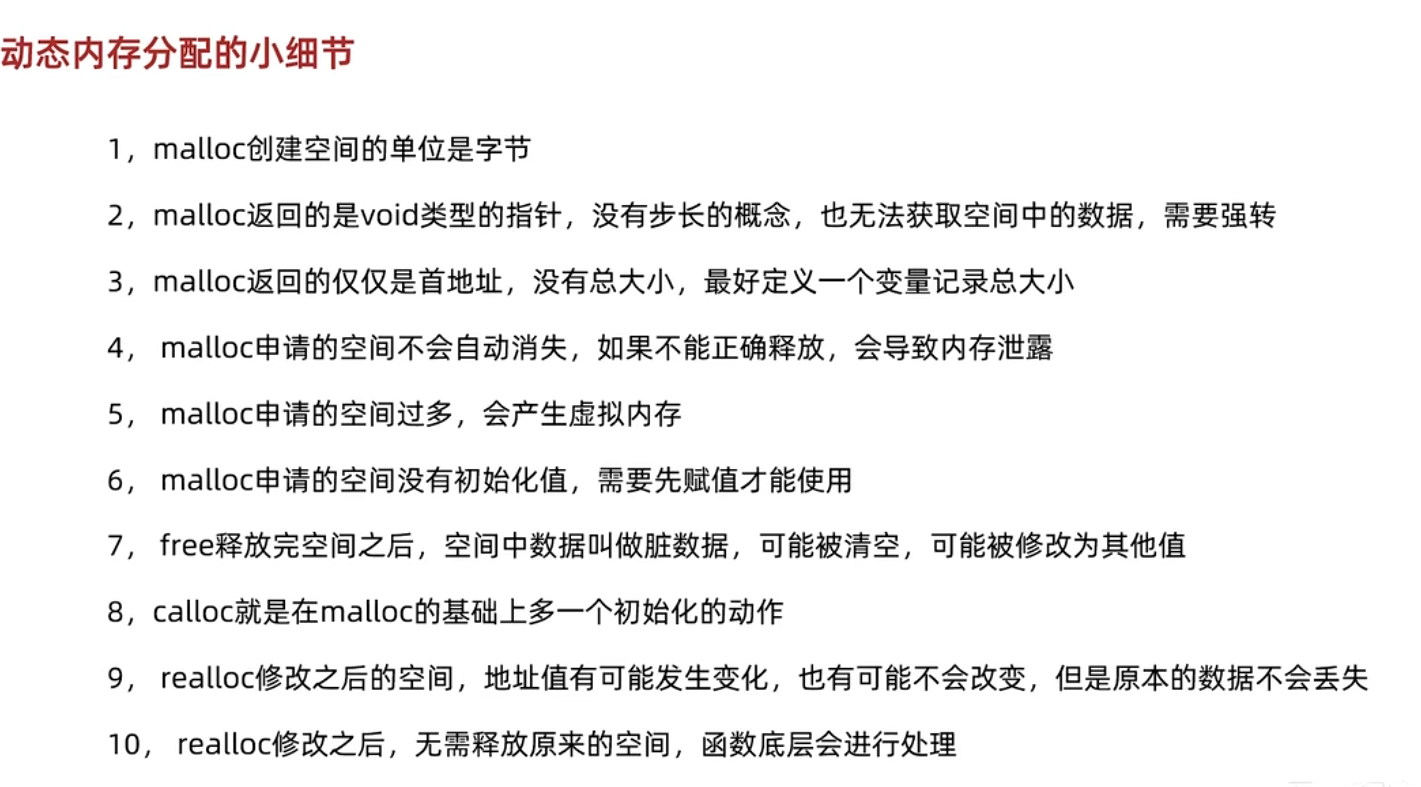 动态内存分配的小细节
1，malloc创建空间的单位是字节
2，malloc返回的是void类型的指针，没有步长的概念，也无法获取空间中的数据，需要强转
3，malloc返回的仅仅是首地址，没有总大小，最好定义一个变量记录总大小
4， malloc申请的空间不会自动消失，如果不能正确释放，会导致内存泄露
5， malloc申请的空间过多，会产生虚拟内存
6， malloc申请的空间没有初始化值，需要先赋值才能使用
7， free释放完空间之后，空间中数据叫做脏数据，可能被清空，可能被修改为其他值
8，calloc就是在malloc的基础上多一个初始化的动作
9， realloc修改之后的空间，地址值有可能发生变化，也有可能不会改变，但是原本的数据不会丢失
10， realloc修改之后，无需释放原来的空间，函数底层会进行处理